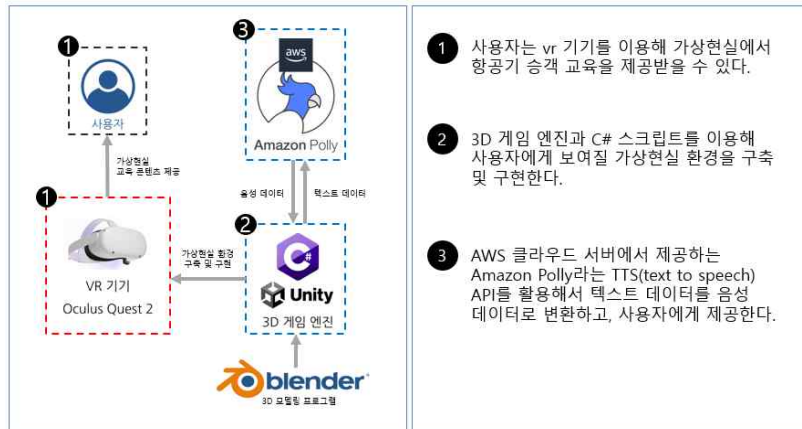 1
사용자
3
aws
Amazon Polly
가상현실
교육 콘텐츠 제공
음성 데이터
텍스트 데이터
1
VR 기기
Oculus Quest 2
가상현실 환경
구축 및 구현
2
C#
Unity
3D 게임 엔진
blender
3D 모델링 프로그램
1 사용자는 vr 기기를 이용해 가상현실에서
항공기 승객 교육을 제공받을 수 있다.
2 3D 게임 엔진과 C# 스크립트를 이용해
사용자에게 보여질 가상현실 환경을 구축
및 구현한다.
3 AWS 클라우드 서버에서 제공하는
Amazon Polly라는 TTS(text to speech)
API를 활용해서 텍스트 데이터를 음성
데이터로 변환하고, 사용자에게 제공한다.